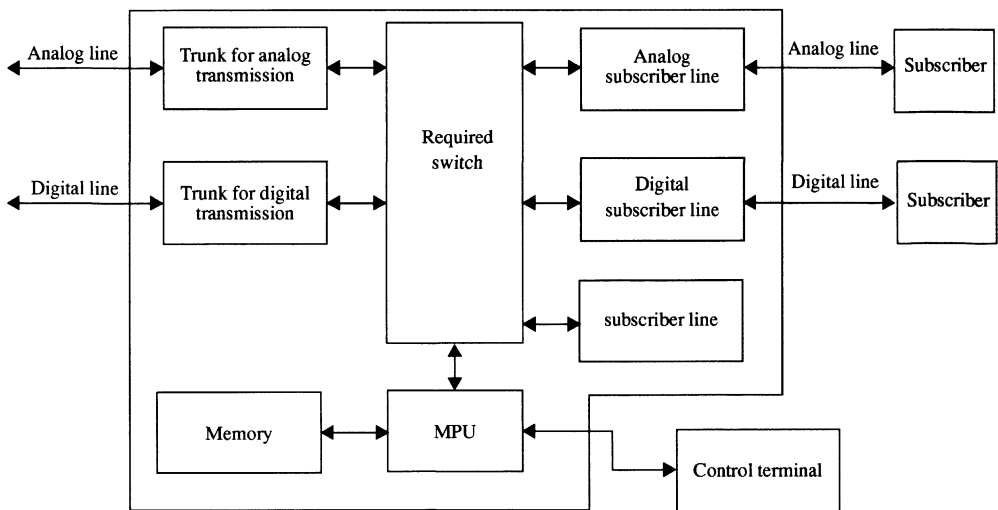 Analog line
Trunk for analog
transmission
Required
switch
Analog
subscriber line
Analog line
Subscriber
Digital line
Trunk for digital
transmission
Digital
subscriber line
Digital line
Subscriber
subscriber line
Memory
MPU
Control terminal